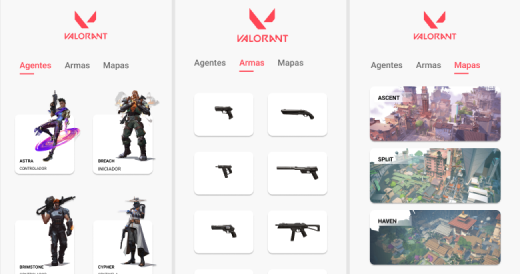 VALORANT
Agentes Armas Mapas
ASTRA
CONTROLADOR
BREACH
INICIADOR
BRIMSTONE
CYPHER
VALORANT
Agentes Armas Mapas
VALORANT
Agentes Armas Mapas
ASCENT
SPLIT
HAVEN